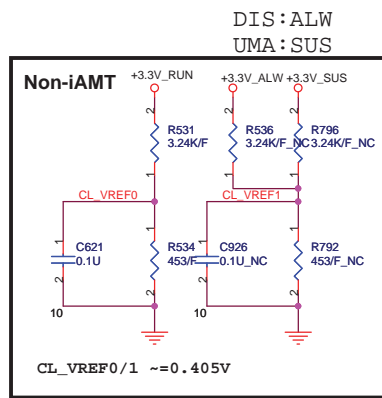 DIS:ALW
UMA:SUS
Non-iAMT
+3.3V_RUN
+3.3V_ALW
+3.3V_SUS
2
2
2
R531
3.24K/F
R536
3.24K/F_NC
R796
3.24K/F_NC
1
1
1
CL_VREF0
CL_VREF1
1
1
1
1
C621
0.1U
R534
453/F
C926
0.1U_NC
R792
453/F_NC
2
2
2
2
10
10
CL_VREF0/1 ~=0.405V